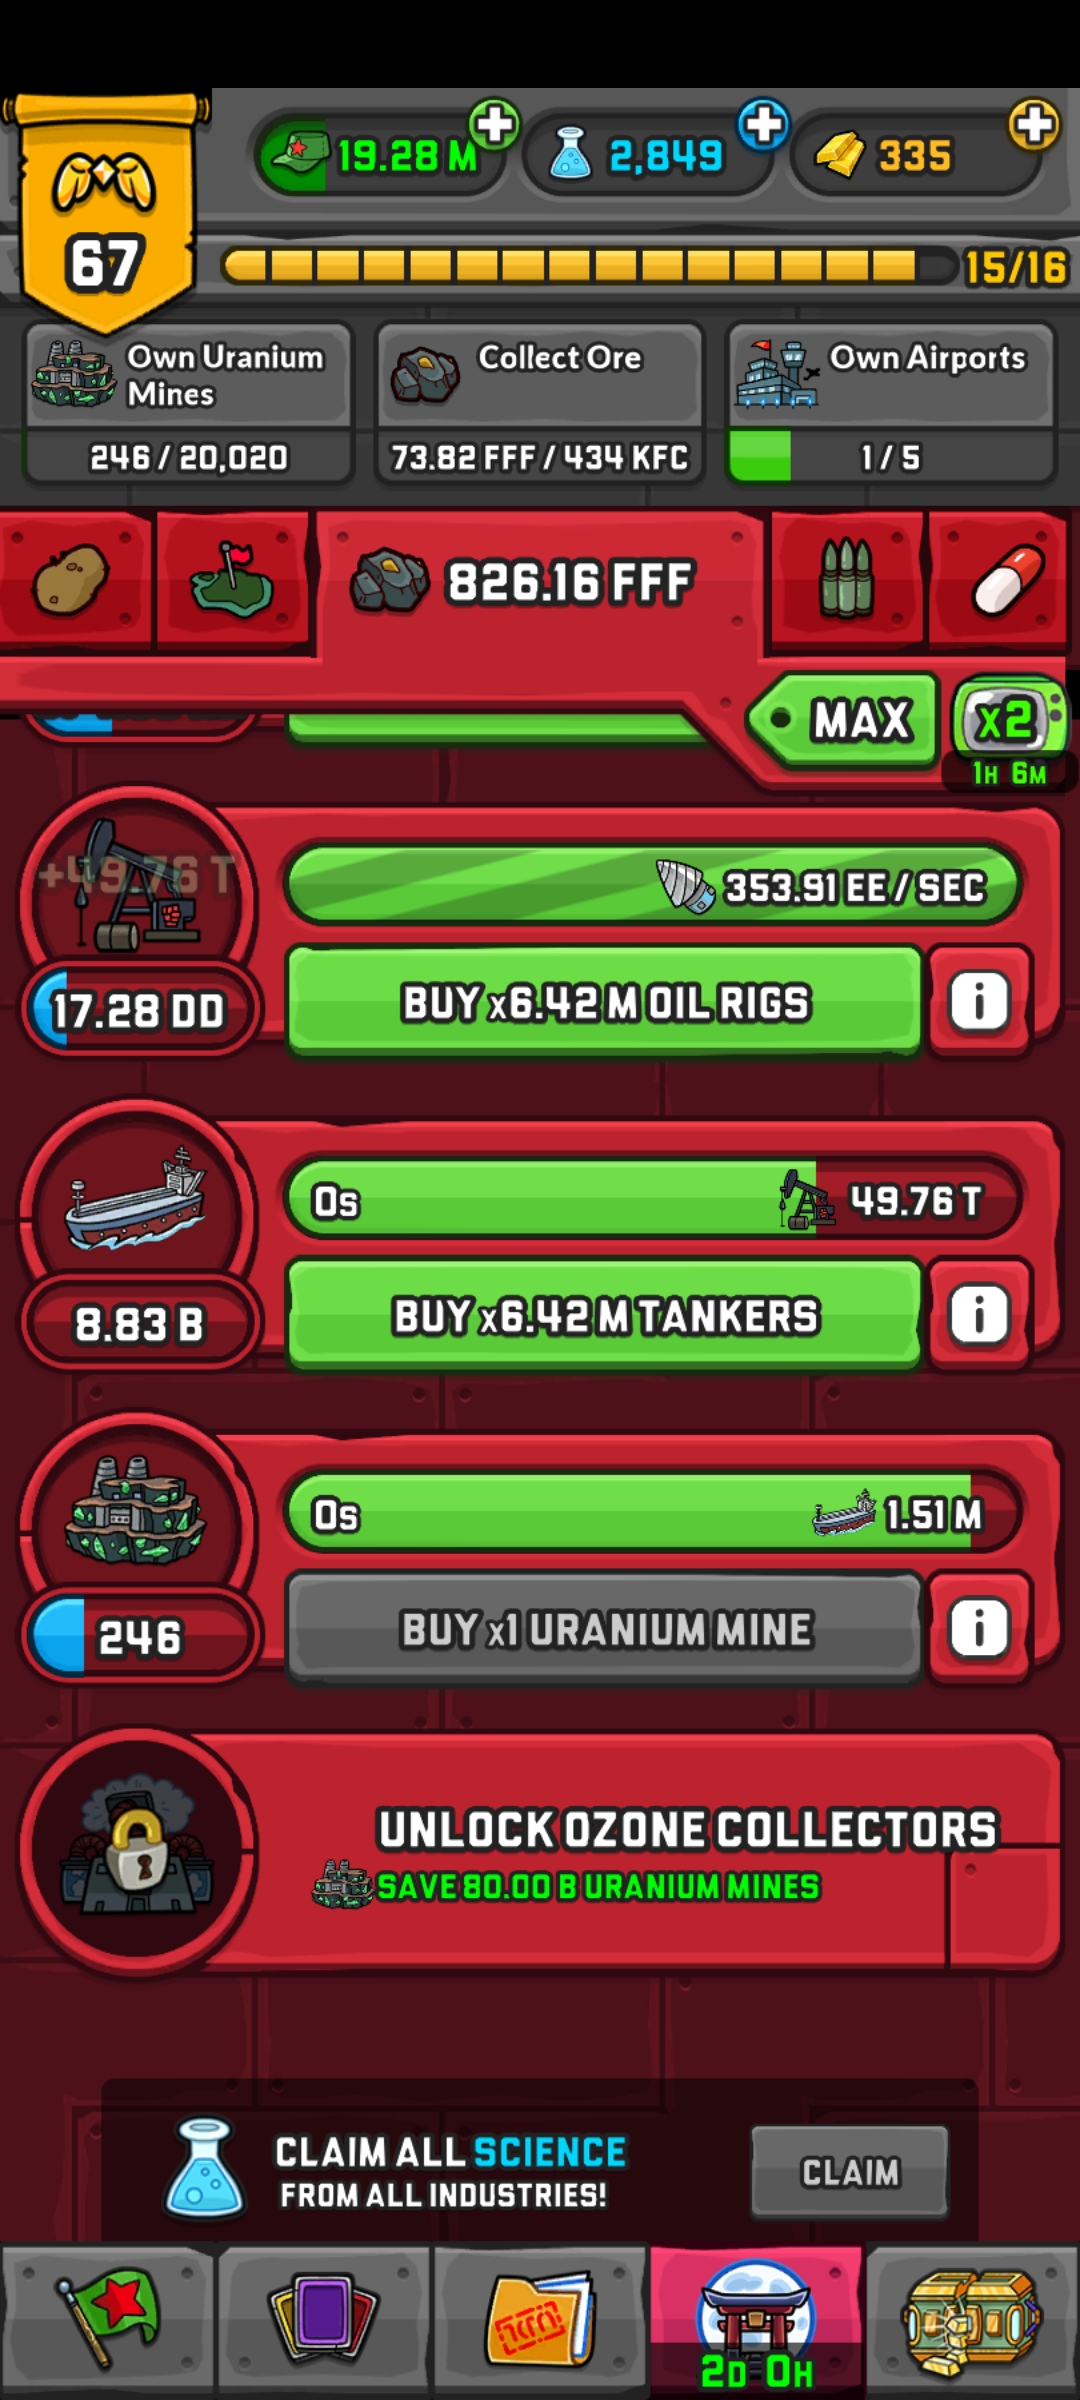 19.28 M
2,849
335
67
15/16
Own Uranium
Mines
246 / 20,020
Collect Ore
73.82 FFF / 434 KFC
Own Airports
1 / 5
826.16 FFF
MAX
X2
1H 6M
+49.76 T
353.91 EE / SEC
17.28 DD
BUY x6.42 M OIL RIGS
i
0s
49.76 T
8.83 B
BUY x6.42 M TANKERS
i
0s
1.51 M
246
BUY x1 URANIUM MINE
i
UNLOCK OZONE COLLECTORS
SAVE 80.00 B URANIUM MINES
CLAIM ALL SCIENCE
FROM ALL INDUSTRIES!
CLAIM
2D 0H